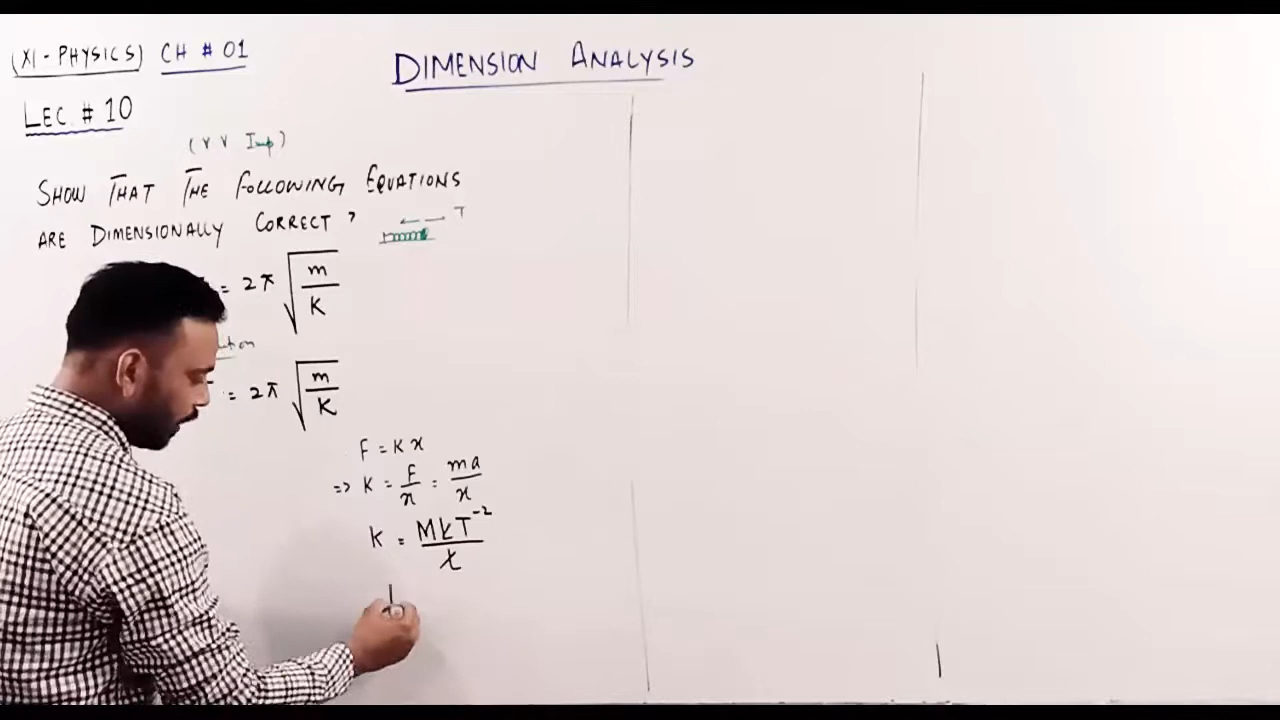 (XI - PHYSICS) CH # 01
DIMENSION ANALYSIS
LEC. # 10
(V V Imp)
SHOW THAT THE FOLLOWING EQUATIONS
ARE DIMENSIONALLY CORRECT ?
T
= 2π √(m/K)
= 2π √(m/K)
F = K x
=> K = F/x = ma/x
K = MLT⁻²/L